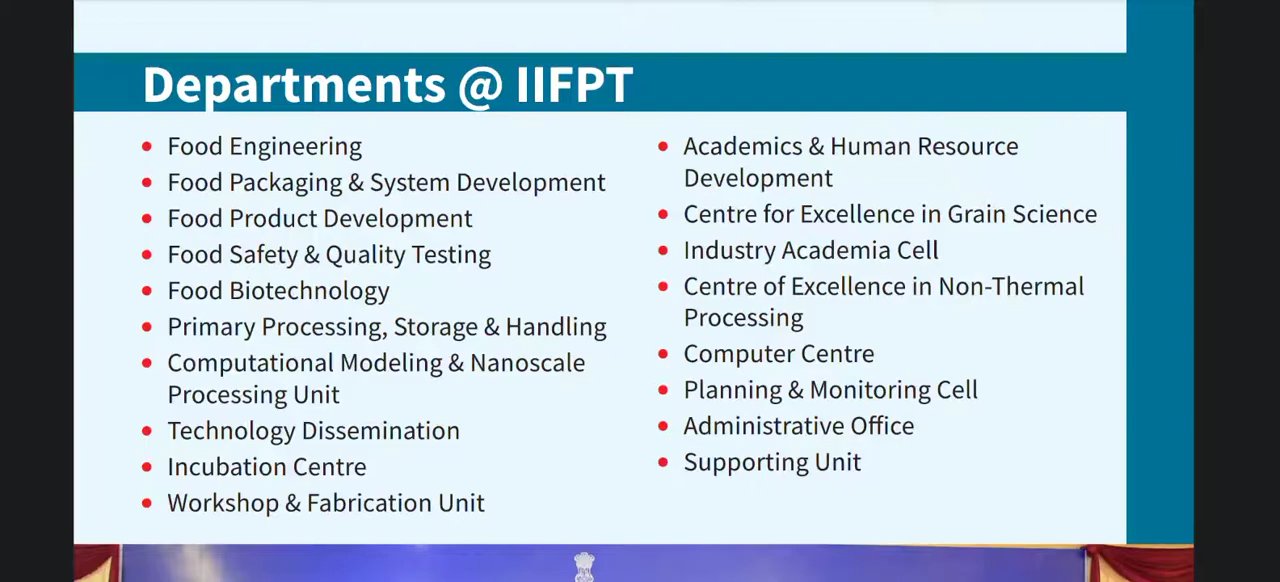 Departments @ IIFPT
Food Engineering
Food Packaging & System Development
Food Product Development
Food Safety & Quality Testing
Food Biotechnology
Primary Processing, Storage & Handling
Computational Modeling & Nanoscale
Processing Unit
Technology Dissemination
Incubation Centre
Workshop & Fabrication Unit
Academics & Human Resource
Development
Centre for Excellence in Grain Science
Industry Academia Cell
Centre of Excellence in Non-Thermal
Processing
Computer Centre
Planning & Monitoring Cell
Administrative Office
Supporting Unit